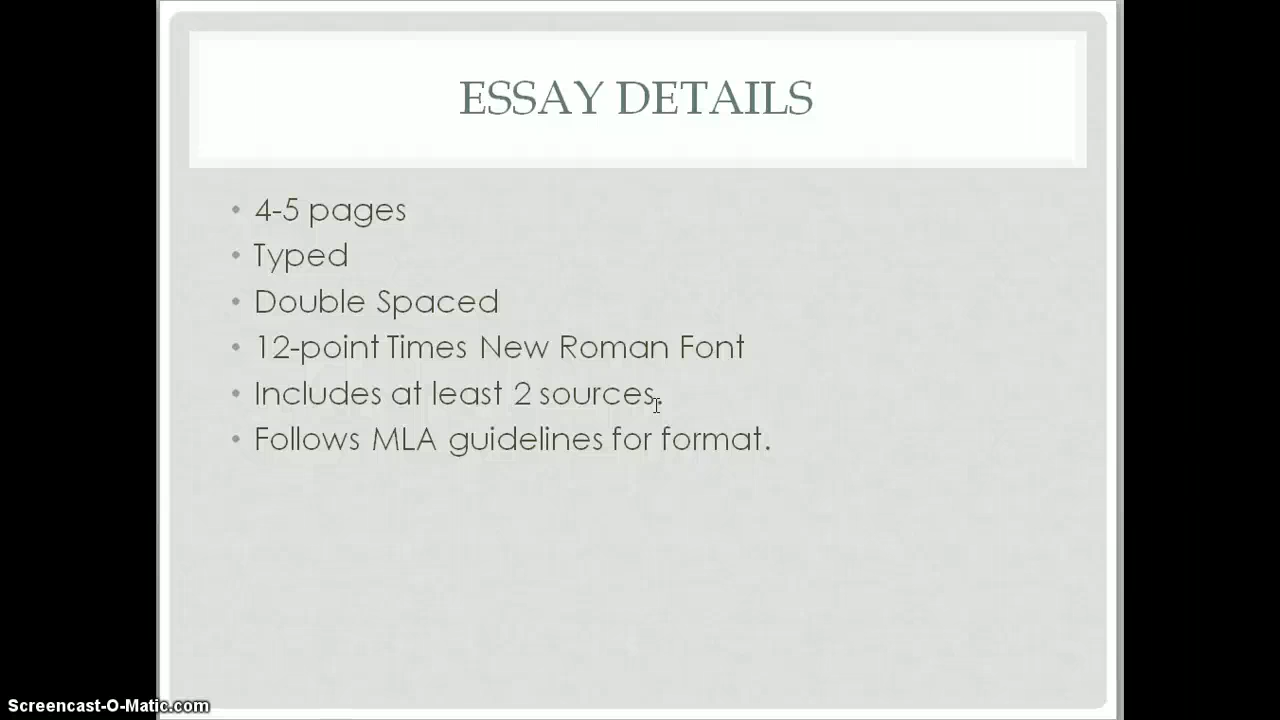 ESSAY DETAILS
• 4-5 pages
• Typed
• Double Spaced
• 12-point Times New Roman Font
• Includes at least 2 sources.
• Follows MLA guidelines for format.
Screencast-O-Matic.com